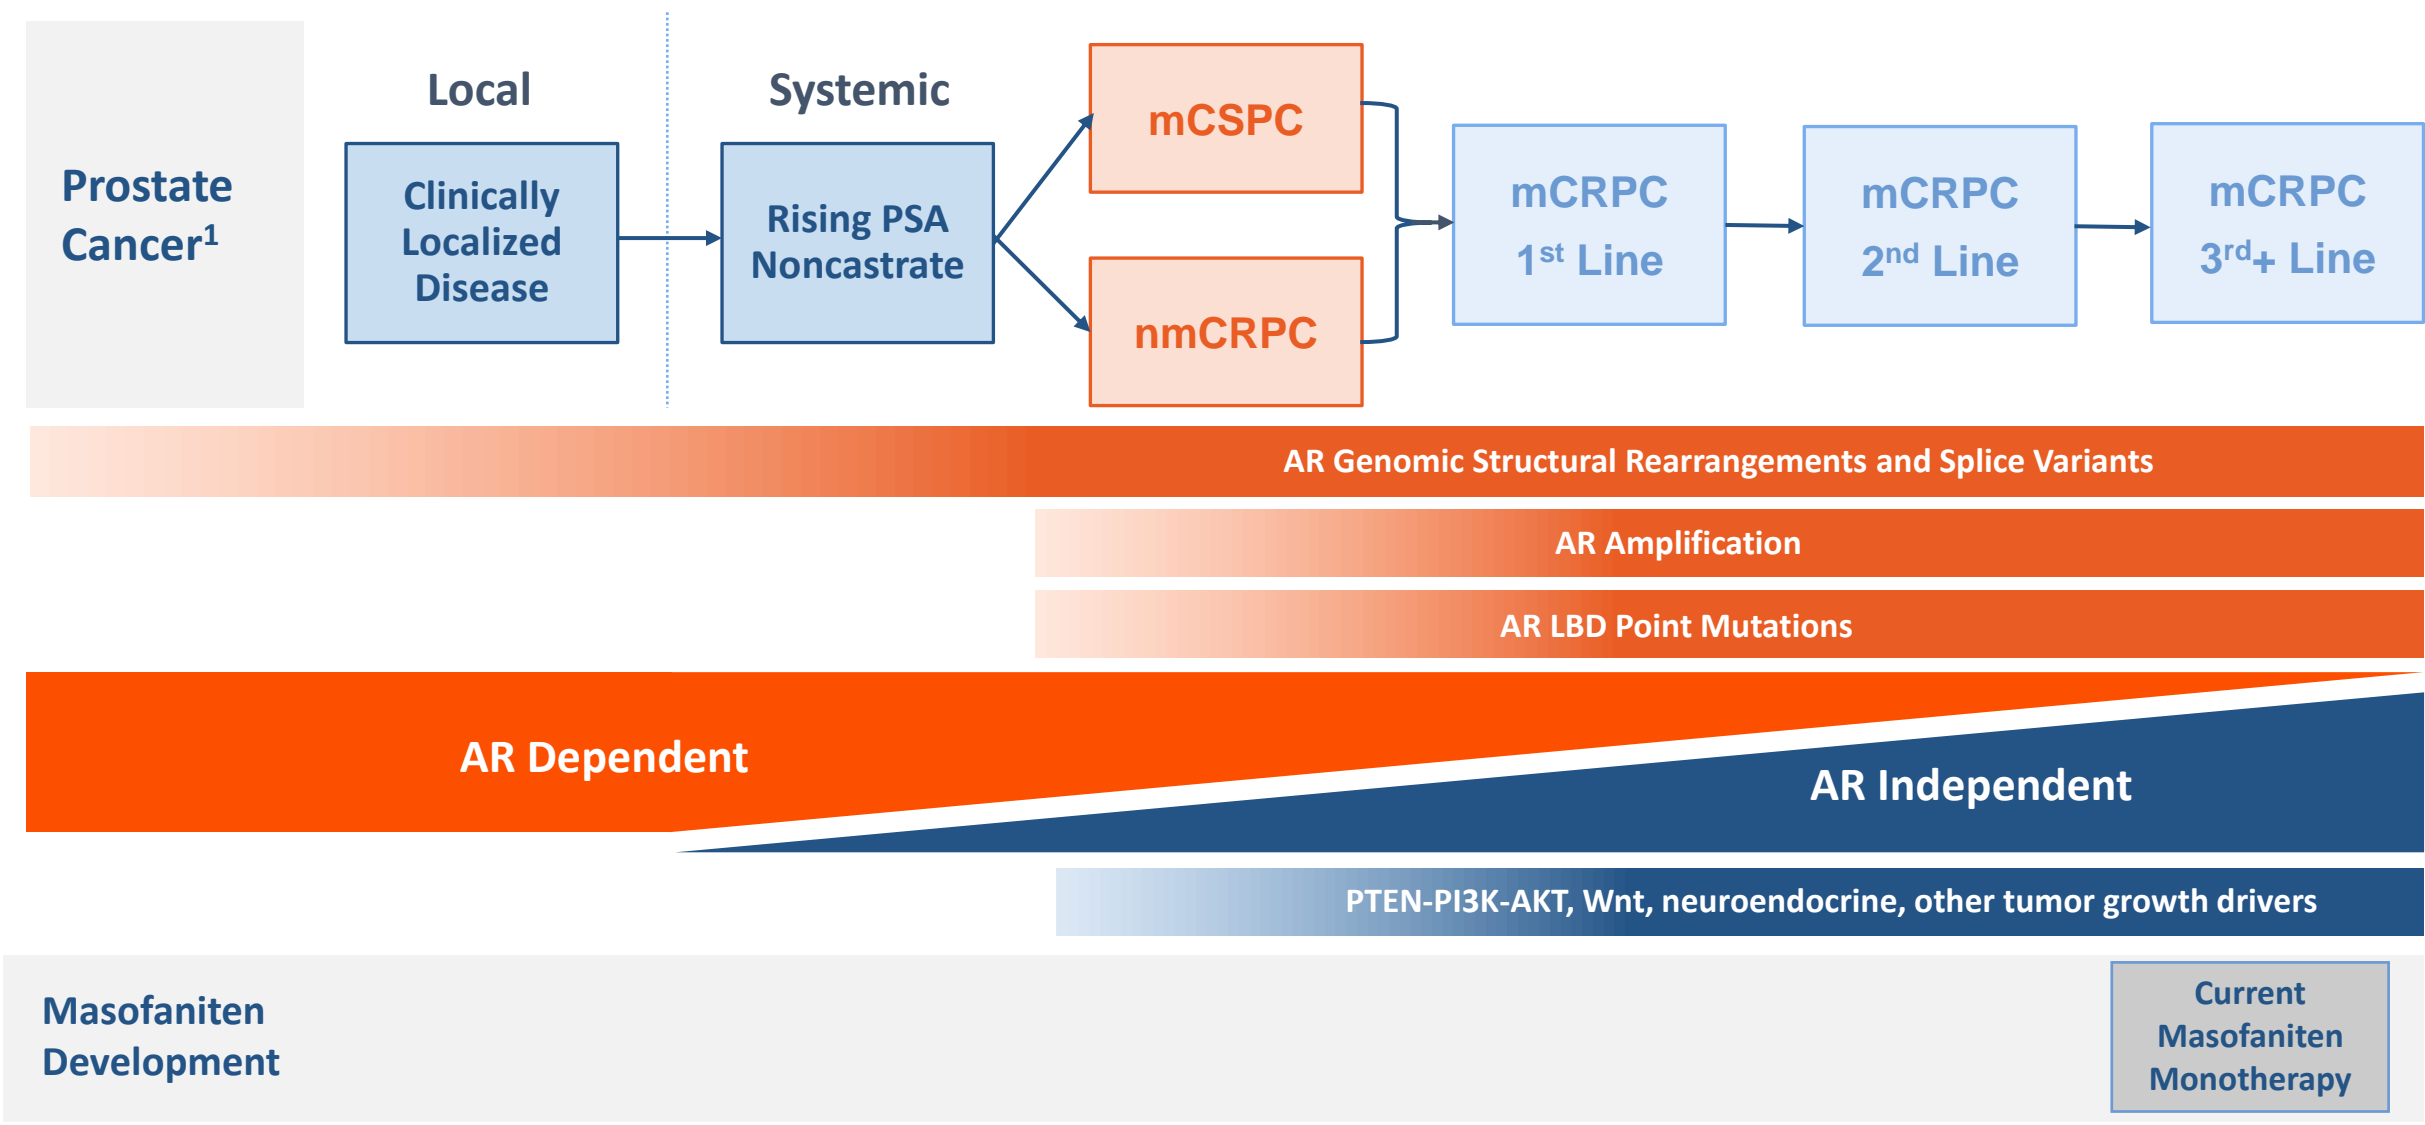 Prostate
Cancer¹
Local
Systemic
Clinically
Localized
Disease
Rising PSA
Noncastrate
mCSPC
nmCRPC
mCRPC
1st Line
mCRPC
2nd Line
mCRPC
3rd+ Line
AR Genomic Structural Rearrangements and Splice Variants
AR Amplification
AR LBD Point Mutations
AR Dependent
AR Independent
PTEN-PI3K-AKT, Wnt, neuroendocrine, other tumor growth drivers
Masofaniten
Development
Current
Masofaniten
Monotherapy